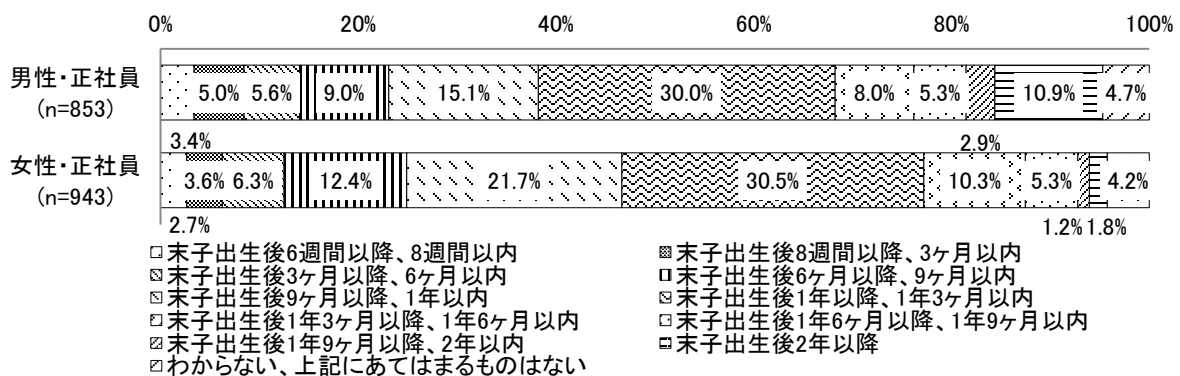 0% 20% 40% 60% 80% 100%
男性・正社員
(n=853)
5.0% 5.6% 9.0% 15.1% 30.0% 8.0% 5.3% 10.9% 4.7%
3.4% 2.9%
女性・正社員
(n=943)
3.6% 6.3% 12.4% 21.7% 30.5% 10.3% 5.3% 4.2%
2.7% 1.2% 1.8%
末子出生後6週間以降、8週間以内 末子出生後8週間以降、3ヶ月以内
末子出生後3ヶ月以降、6ヶ月以内 末子出生後6ヶ月以降、9ヶ月以内
末子出生後9ヶ月以降、1年以内 末子出生後1年以降、1年3ヶ月以内
末子出生後1年3ヶ月以降、1年6ヶ月以内 末子出生後1年6ヶ月以降、1年9ヶ月以内
末子出生後1年9ヶ月以降、2年以内 末子出生後2年以降
わからない、上記にあてはまるものはない